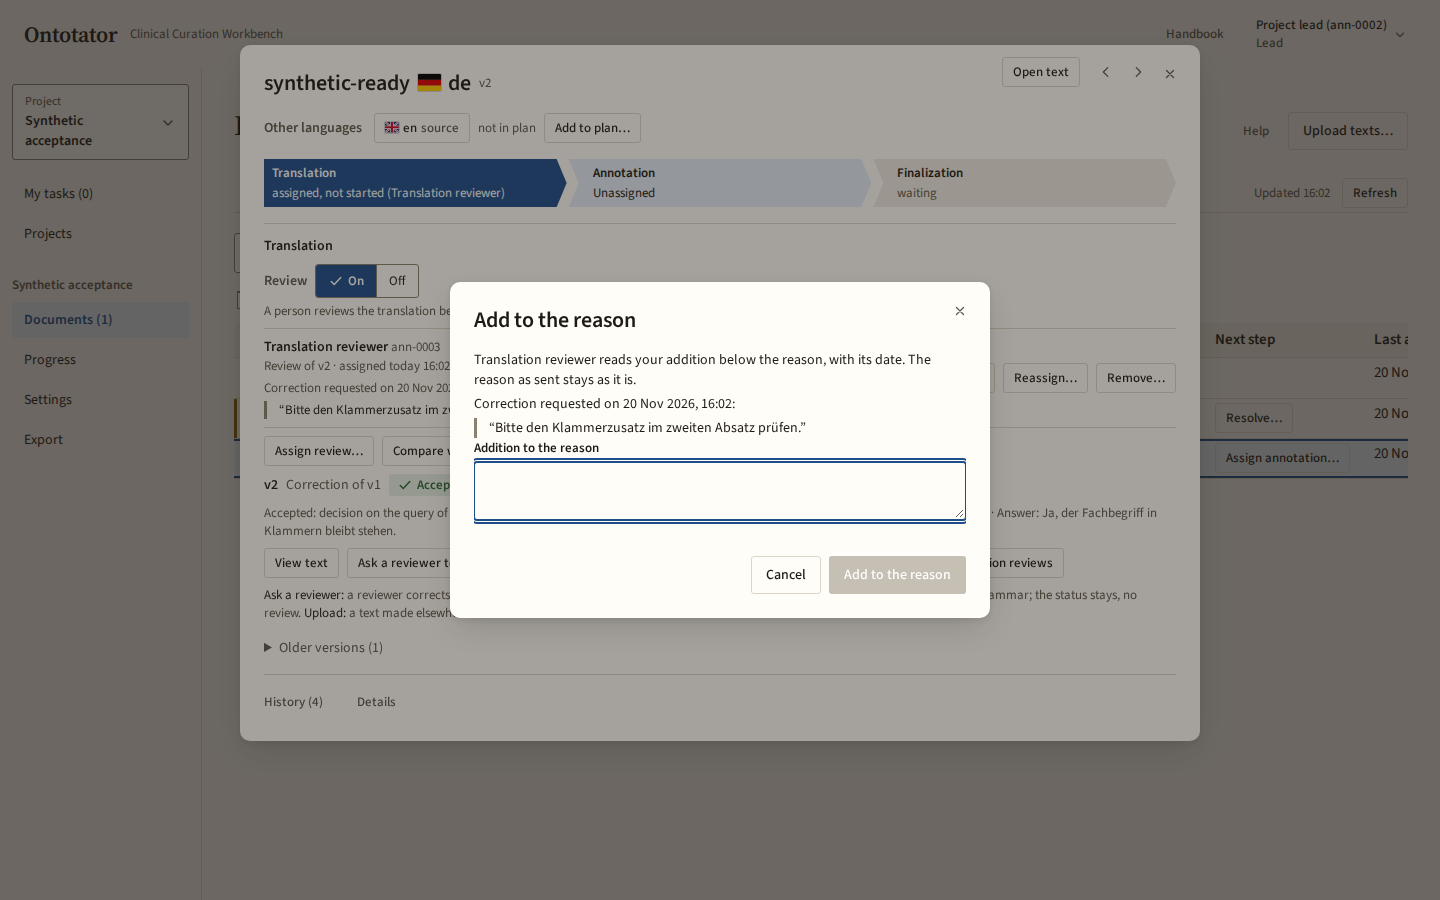 Ontotator Clinical Curation Workbench
Handbook
Project lead (ann-0002)
Lead
Project
Synthetic
acceptance
My tasks (0)
Projects
Synthetic acceptance
Documents (1)
Progress
Settings
Export
Help
Upload texts…
Updated 16:02 Refresh
Next step
20 No
Resolve… 20 No
Assign annotation… 20 No
synthetic-ready de v2
Open text
Other languages en source not in plan Add to plan…
Translation
assigned, not started (Translation reviewer)
Annotation
Unassigned
Finalization
waiting
Translation
Review On Off
A person reviews the translation
Translation reviewer ann-0003
Review of v2 · assigned today 16:02
Correction requested on 20 Nov
“Bitte den Klammerzusatz im
Reassign… Remove…
Assign review… Compare
v2 Correction of v1
Accepted: decision on the query of · Answer: Ja, der Fachbegriff in
Klammern bleibt stehen.
View text Ask a reviewer reviews
Ask a reviewer: a reviewer corrects the status stays, no
review. Upload: a text made
Older versions (1)
History (4) Details
Add to the reason
Translation reviewer reads your addition below the reason, with its date. The
reason as sent stays as it is.
Correction requested on 20 Nov 2026, 16:02:
“Bitte den Klammerzusatz im zweiten Absatz prüfen.”
Addition to the reason
Cancel Add to the reason